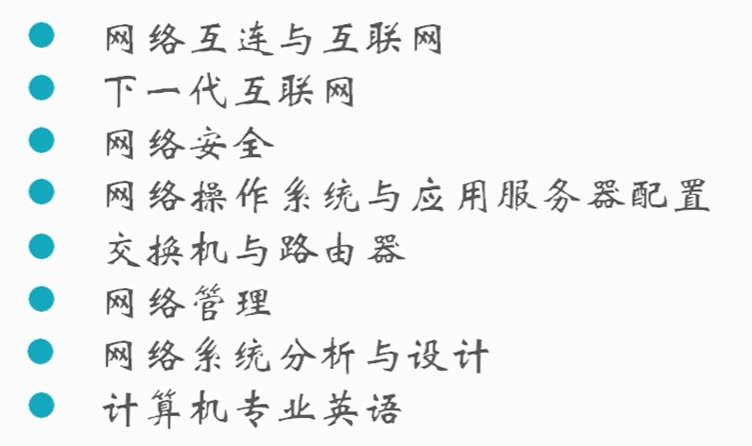 网络互连与互联网
下一代互联网
网络安全
网络操作系统与应用服务器配置
交换机与路由器
网络管理
网络系统分析与设计
计算机专业英语